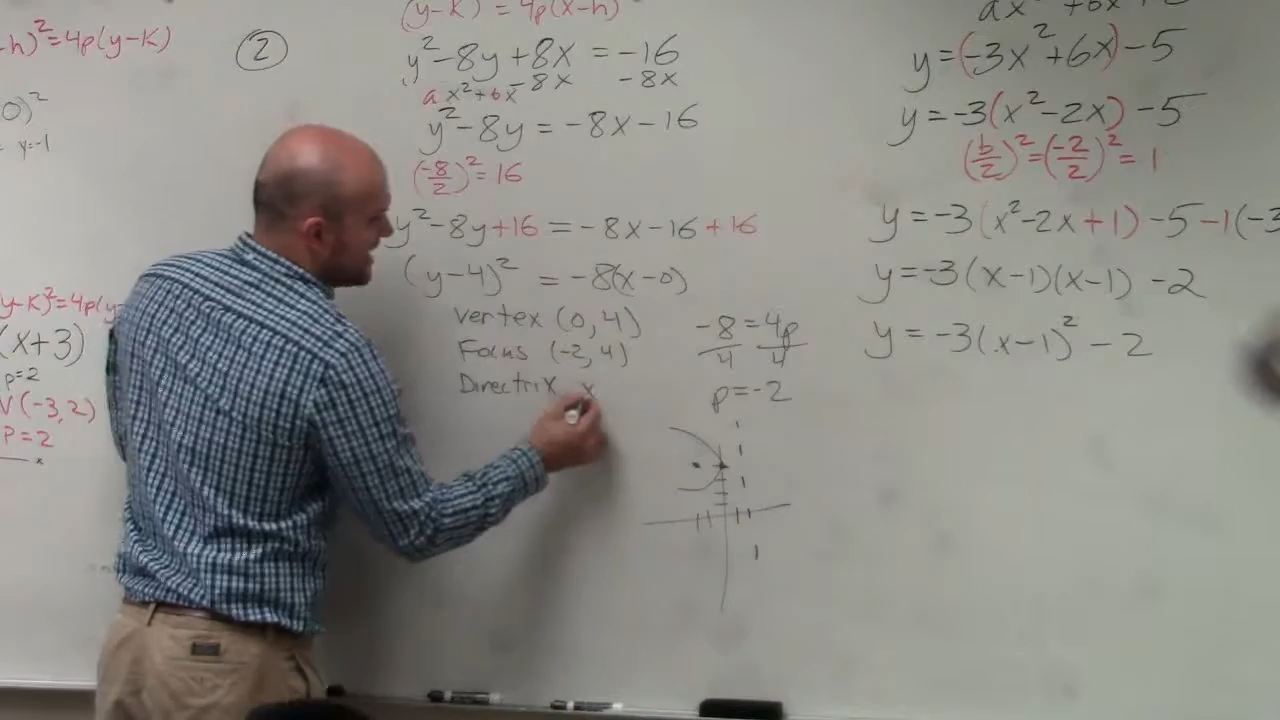 -h)²=4p(y-K)
0)²
= y=-1
y-K)²=4p(y
(x+3)
p=2
V(-3,2)
P=2
x
②
(y-K) = 4p(x-h)
y²-8y+8x = -16
-8x -8x
ax²+bx
y²-8y = -8x-16
(-8/2)²=16
y²-8y+16 = -8x-16+16
(y-4)² = -8(x-0)
Vertex (0,4)
Focus (-2,4)
Directrix x
-8=4p
4 4
p=-2
y=(-3x²+6x)-5
y=-3(x²-2x)-5
(b/2)²=(-2/2)²=1
y=-3(x²-2x+1)-5-1(-3
y=-3(x-1)(x-1)-2
y=-3(x-1)²-2